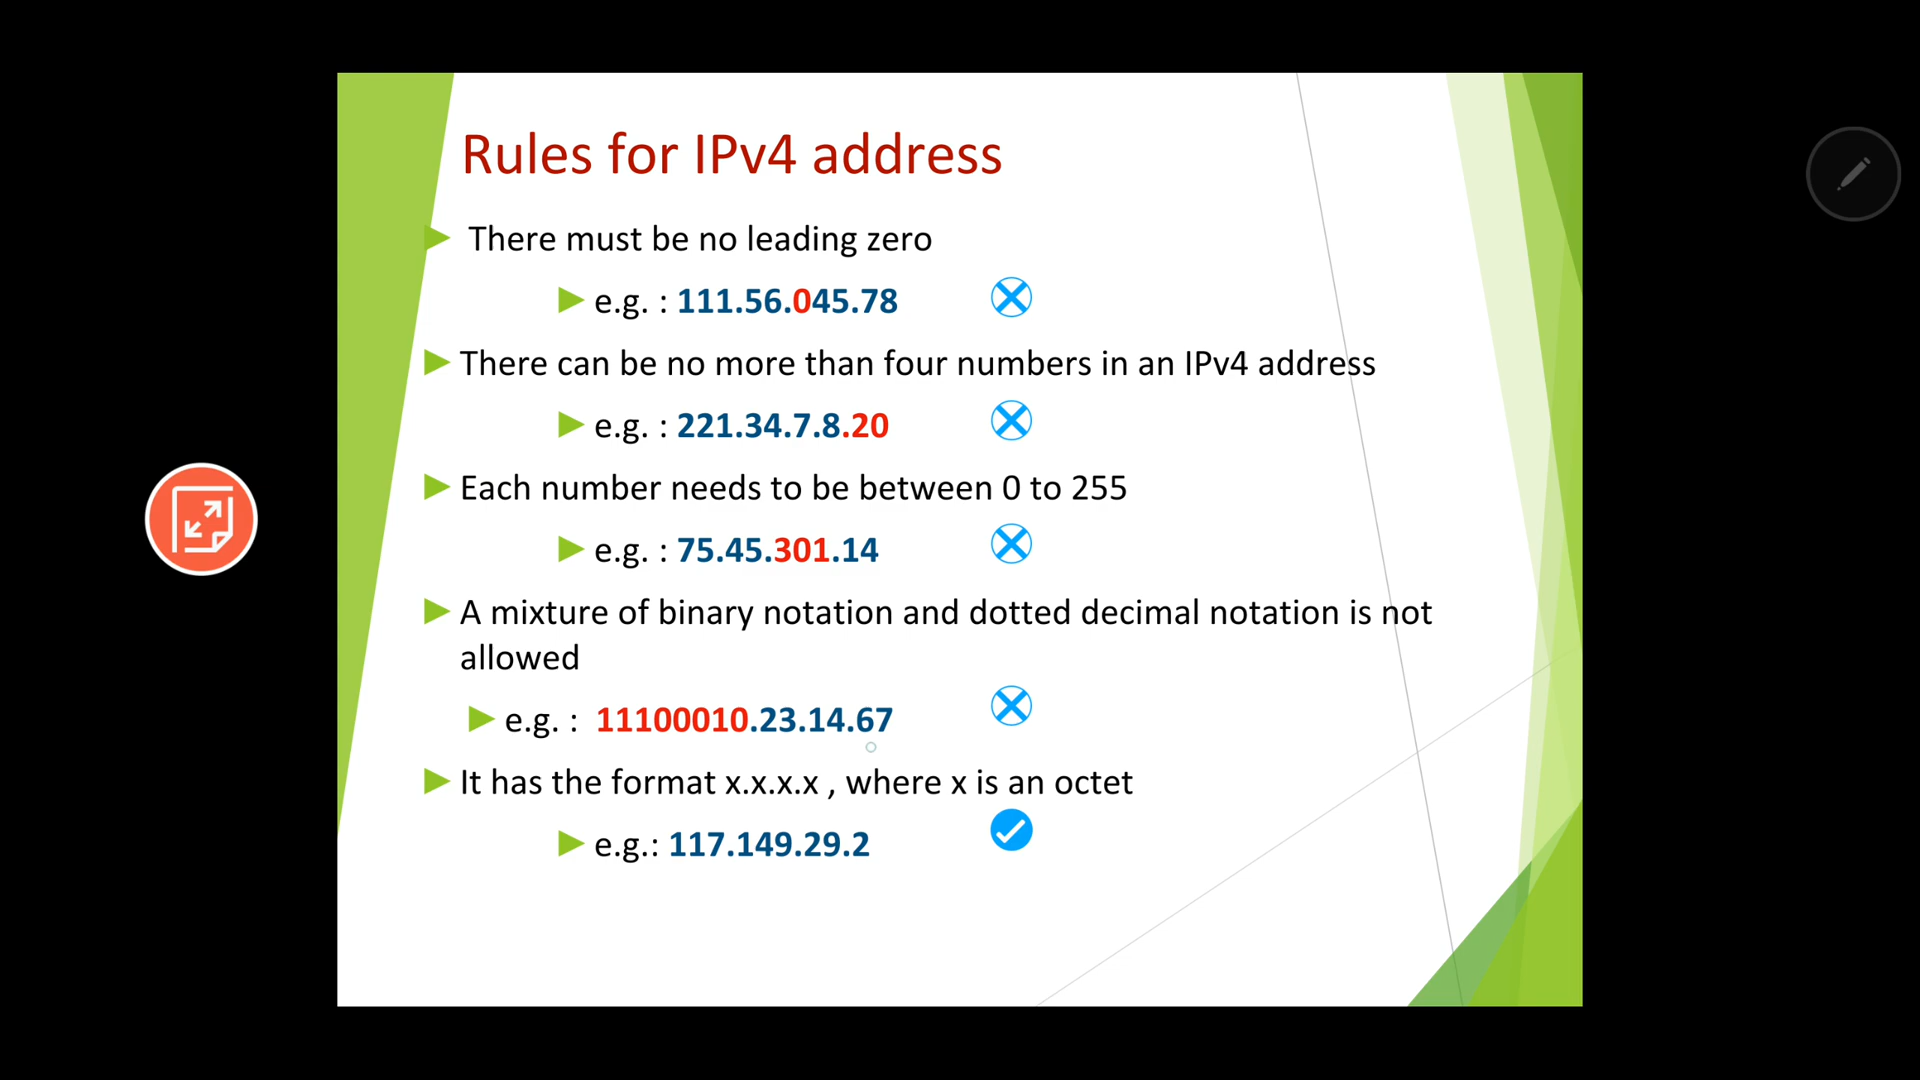 Rules for IPv4 address
There must be no leading zero
e.g. : 111.56.045.78
There can be no more than four numbers in an IPv4 address
e.g. : 221.34.7.8.20
Each number needs to be between 0 to 255
e.g. : 75.45.301.14
A mixture of binary notation and dotted decimal notation is not
allowed
e.g. : 11100010.23.14.67
It has the format x.x.x.x , where x is an octet
e.g.: 117.149.29.2